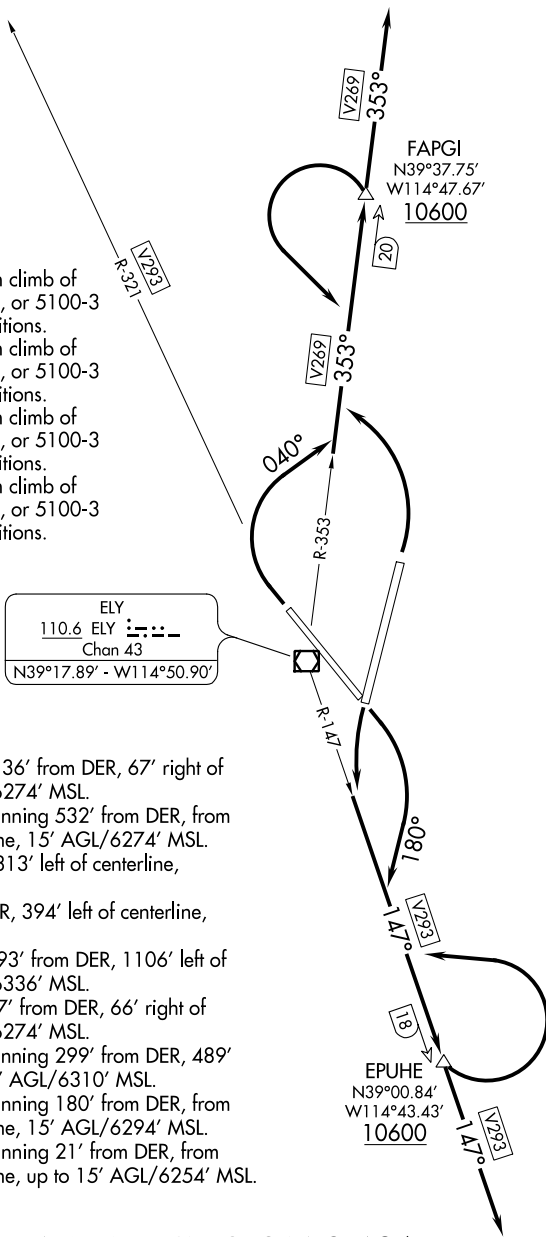 V269
353°
FAPGI
N39°37.75'
W114°47.67'
10600
20
V293
R-321
climb of
, or 5100-3
itions.
climb of
, or 5100-3
itions.
climb of
, or 5100-3
itions.
climb of
, or 5100-3
itions.
V269
353°
040°
R-353
ELY
110.6 ELY
Chan 43
N39°17.89' - W114°50.90'
R-147
36' from DER, 67' right of
6274' MSL.
nning 532' from DER, from
ne, 15' AGL/6274' MSL.
313' left of centerline,
R, 394' left of centerline,
93' from DER, 1106' left of
6336' MSL.
7' from DER, 66' right of
6274' MSL.
nning 299' from DER, 489'
' AGL/6310' MSL.
nning 180' from DER, from
ne, 15' AGL/6294' MSL.
nning 21' from DER, from
ne, up to 15' AGL/6254' MSL.
180°
147°
V293
18
EPUHE
N39°00.84'
W114°43.43'
10600
147°
V293